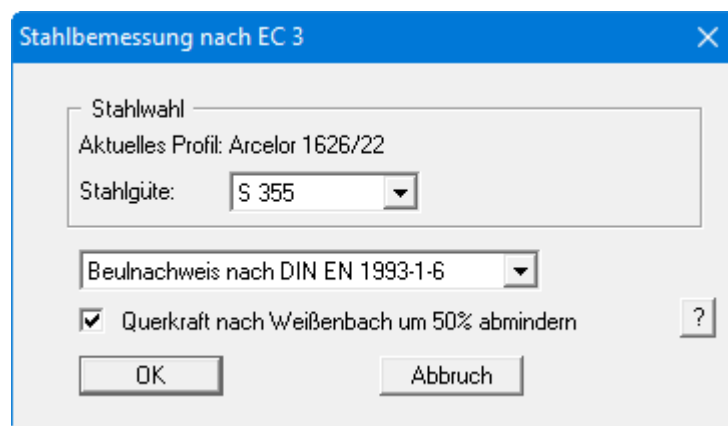 Stahlbemessung nach EC 3
Stahlwahl
Aktuelles Profil: Arcelor 1626/22
Stahlgüte: S 355
Beulnachweis nach DIN EN 1993-1-6
Querkraft nach Weißenbach um 50% abmindern
?
OK Abbruch